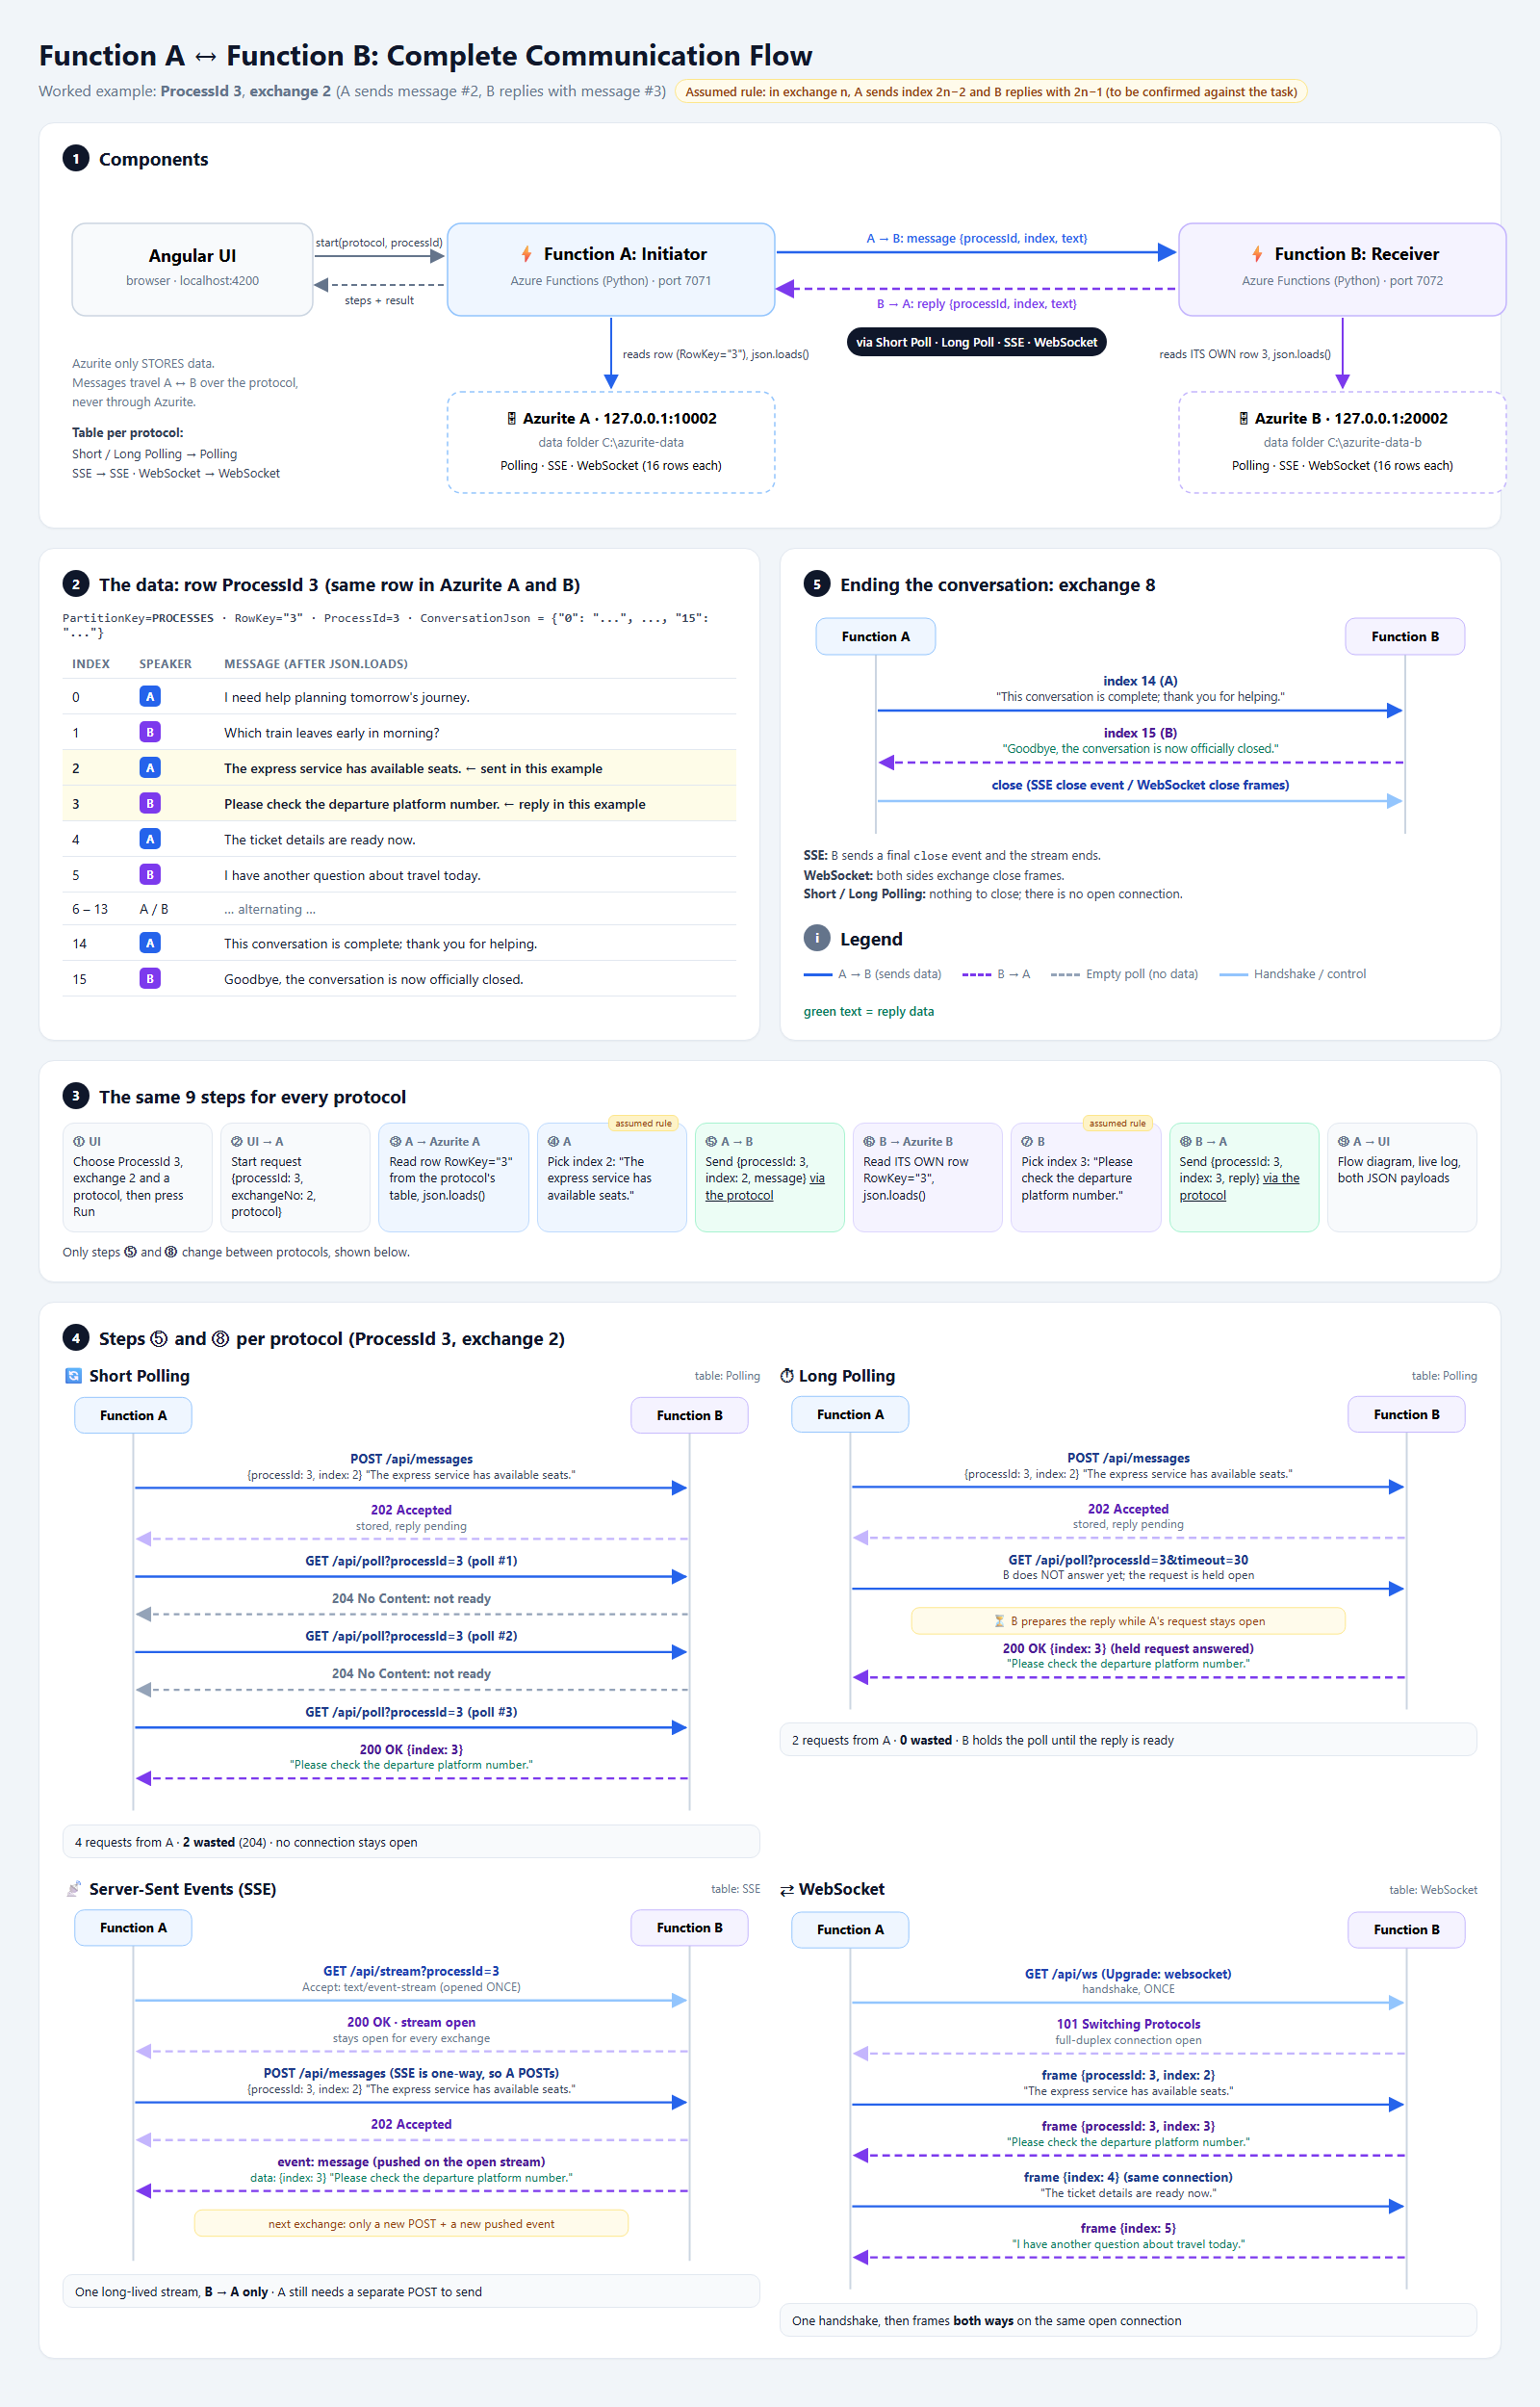 Function A ↔ Function B: Complete Communication Flow
Worked example: ProcessId 3, exchange 2 (A sends message #2, B replies with message #3) Assumed rule: in exchange n, A sends index 2n−2 and B replies with 2n−1 (to be confirmed against the task)
1 Components
Angular UI
browser · localhost:4200
start(protocol, processId)
steps + result
⚡ Function A: Initiator
Azure Functions (Python) · port 7071
A → B: message {processId, index, text}
B → A: reply {processId, index, text}
via Short Poll · Long Poll · SSE · WebSocket
⚡ Function B: Receiver
Azure Functions (Python) · port 7072
reads row (RowKey="3"), json.loads()
reads ITS OWN row 3, json.loads()
Azurite only STORES data.
Messages travel A ↔ B over the protocol,
never through Azurite.
Table per protocol:
Short / Long Polling → Polling
SSE → SSE · WebSocket → WebSocket
🗄 Azurite A · 127.0.0.1:10002
data folder C:\azurite-data
Polling · SSE · WebSocket (16 rows each)
🗄 Azurite B · 127.0.0.1:20002
data folder C:\azurite-data-b
Polling · SSE · WebSocket (16 rows each)
2 The data: row ProcessId 3 (same row in Azurite A and B)
PartitionKey=PROCESSES · RowKey="3" · ProcessId=3 · ConversationJson = {"0": "...", ..., "15":
"..."}
INDEX SPEAKER MESSAGE (AFTER JSON.LOADS)
0 A I need help planning tomorrow's journey.
1 B Which train leaves early in morning?
2 A The express service has available seats. ← sent in this example
3 B Please check the departure platform number. ← reply in this example
4 A The ticket details are ready now.
5 B I have another question about travel today.
6 – 13 A / B ... alternating ...
14 A This conversation is complete; thank you for helping.
15 B Goodbye, the conversation is now officially closed.
5 Ending the conversation: exchange 8
Function A Function B
index 14 (A)
"This conversation is complete; thank you for helping."
index 15 (B)
"Goodbye, the conversation is now officially closed."
close (SSE close event / WebSocket close frames)
SSE: B sends a final close event and the stream ends.
WebSocket: both sides exchange close frames.
Short / Long Polling: nothing to close; there is no open connection.
i Legend
A → B (sends data) B → A Empty poll (no data) Handshake / control
green text = reply data
3 The same 9 steps for every protocol
① UI
Choose ProcessId 3,
exchange 2 and a
protocol, then press
Run
② UI → A
Start request
{processId: 3,
exchangeNo: 2,
protocol}
③ A → Azurite A
Read row RowKey="3"
from the protocol's
table, json.loads()
assumed rule
④ A
Pick index 2: "The
express service has
available seats."
⑤ A → B
Send {processId: 3,
index: 2, message} via
the protocol
⑥ B → Azurite B
Read ITS OWN row
RowKey="3",
json.loads()
assumed rule
⑦ B
Pick index 3: "Please
check the departure
platform number."
⑧ B → A
Send {processId: 3,
index: 3, reply} via the
protocol
⑨ A → UI
Flow diagram, live log,
both JSON payloads
Only steps ⑤ and ⑧ change between protocols, shown below.
4 Steps ⑤ and ⑧ per protocol (ProcessId 3, exchange 2)
🔄 Short Polling table: Polling
Function A Function B
POST /api/messages
{processId: 3, index: 2} "The express service has available seats."
202 Accepted
stored, reply pending
GET /api/poll?processId=3 (poll #1)
204 No Content: not ready
GET /api/poll?processId=3 (poll #2)
204 No Content: not ready
GET /api/poll?processId=3 (poll #3)
200 OK {index: 3}
"Please check the departure platform number."
4 requests from A · 2 wasted (204) · no connection stays open
⏱ Long Polling table: Polling
Function A Function B
POST /api/messages
{processId: 3, index: 2} "The express service has available seats."
202 Accepted
stored, reply pending
GET /api/poll?processId=3&timeout=30
B does NOT answer yet; the request is held open
⏳ B prepares the reply while A's request stays open
200 OK {index: 3} (held request answered)
"Please check the departure platform number."
2 requests from A · 0 wasted · B holds the poll until the reply is ready
📡 Server-Sent Events (SSE) table: SSE
Function A Function B
GET /api/stream?processId=3
Accept: text/event-stream (opened ONCE)
200 OK · stream open
stays open for every exchange
POST /api/messages (SSE is one-way, so A POSTs)
{processId: 3, index: 2} "The express service has available seats."
202 Accepted
event: message (pushed on the open stream)
data: {index: 3} "Please check the departure platform number."
next exchange: only a new POST + a new pushed event
One long-lived stream, B → A only · A still needs a separate POST to send
⇄ WebSocket table: WebSocket
Function A Function B
GET /api/ws (Upgrade: websocket)
handshake, ONCE
101 Switching Protocols
full-duplex connection open
frame {processId: 3, index: 2}
"The express service has available seats."
frame {processId: 3, index: 3}
"Please check the departure platform number."
frame {index: 4} (same connection)
"The ticket details are ready now."
frame {index: 5}
"I have another question about travel today."
One handshake, then frames both ways on the same open connection